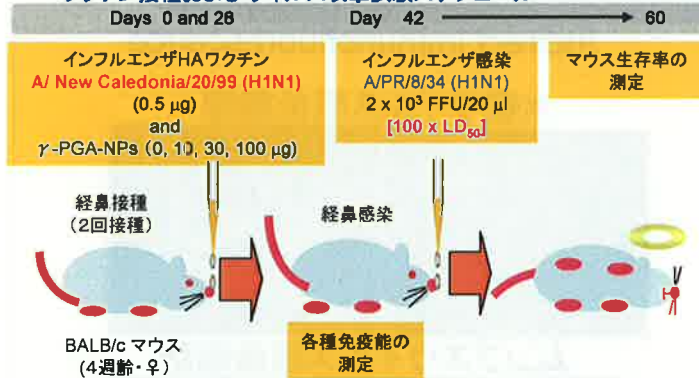 Days 0 and 28
Day 42
60
インフルエンザHAワクチン
A/ New Caledonia/20/99 (H1N1)
(0.5 μg)
and
γ-PGA-NPs (0, 10, 30, 100 μg)
インフルエンザ感染
A/PR/8/34 (H1N1)
2 x 10³ FFU/20 μl
[100 x LD₅₀]
マウス生存率の
測定
経鼻接種
(2回接種)
経鼻感染
BALB/c マウス
(4週齢・♀)
各種免疫能の
測定